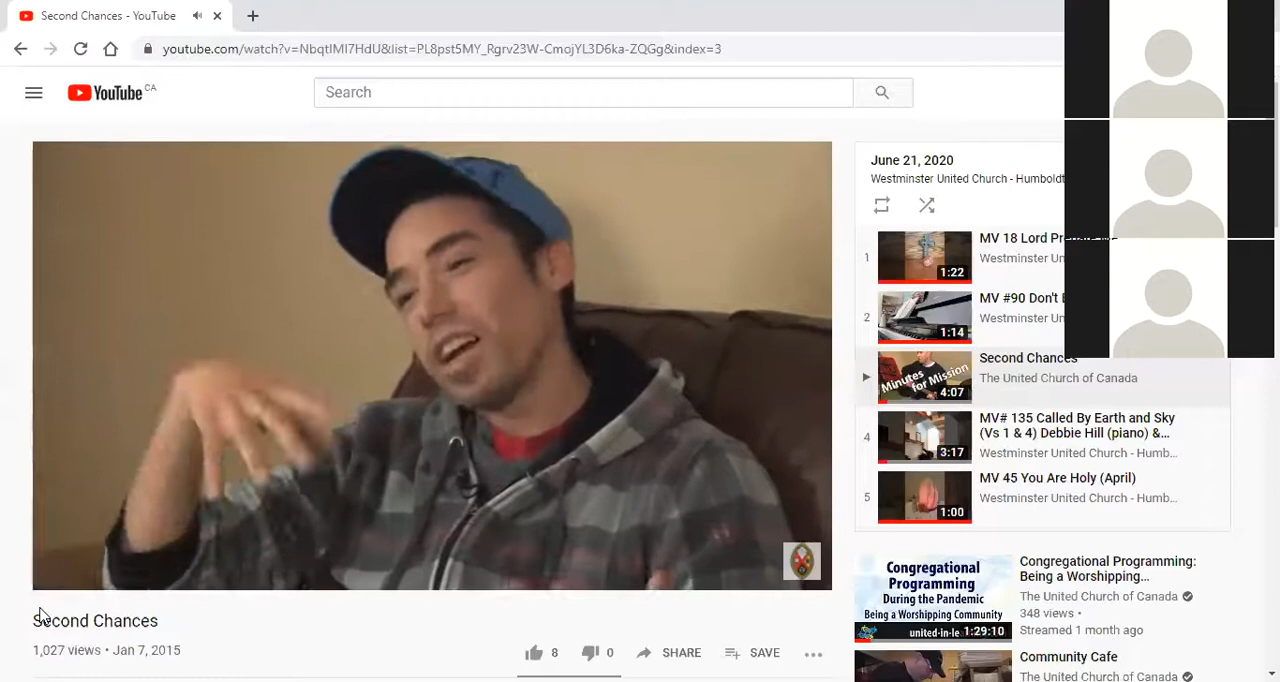 Second Chances - YouTube
youtube.com/watch?v=NbqtIMI7HdU&list=PL8pst5MY_Rgrv23W-CmojYL3D6ka-ZQGg&index=3
YouTube CA
Search
June 21, 2020
Westminster United Church - Humboldt
1
1:22
MV 18 Lord
Westminster
2
1:14
MV #90 Don't
Westminster
Minutes for Mission
4:07
Second Chances
The United Church of Canada
4
3:17
MV# 135 Called By Earth and Sky
(Vs 1 & 4) Debbie Hill (piano) &...
Westminster United Church - Humb...
5
1:00
MV 45 You Are Holy (April)
Westminster United Church - Humb...
Congregational
Programming
During the Pandemic
Being a Worshipping Community
united-in-le
1:29:10
Congregational Programming:
Being a Worshipping...
The United Church of Canada
348 views •
Streamed 1 month ago
Community Cafe
The United Church of Canada
Second Chances
1,027 views • Jan 7, 2015
8
0
SHARE
SAVE